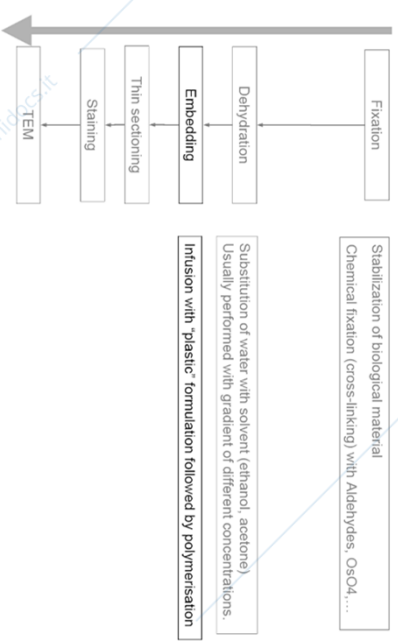 Fixation
Stabilization of biological material
Chemical fixation (cross-linking) with Aldehydes, OsO4,...
Dehydration
Substitution of water with solvent (ethanol, acetone)
Usually performed with gradient of different concentrations.
Embedding
Infusion with "plastic" formulation followed by polymerisation
Thin sectioning
Staining
TEM